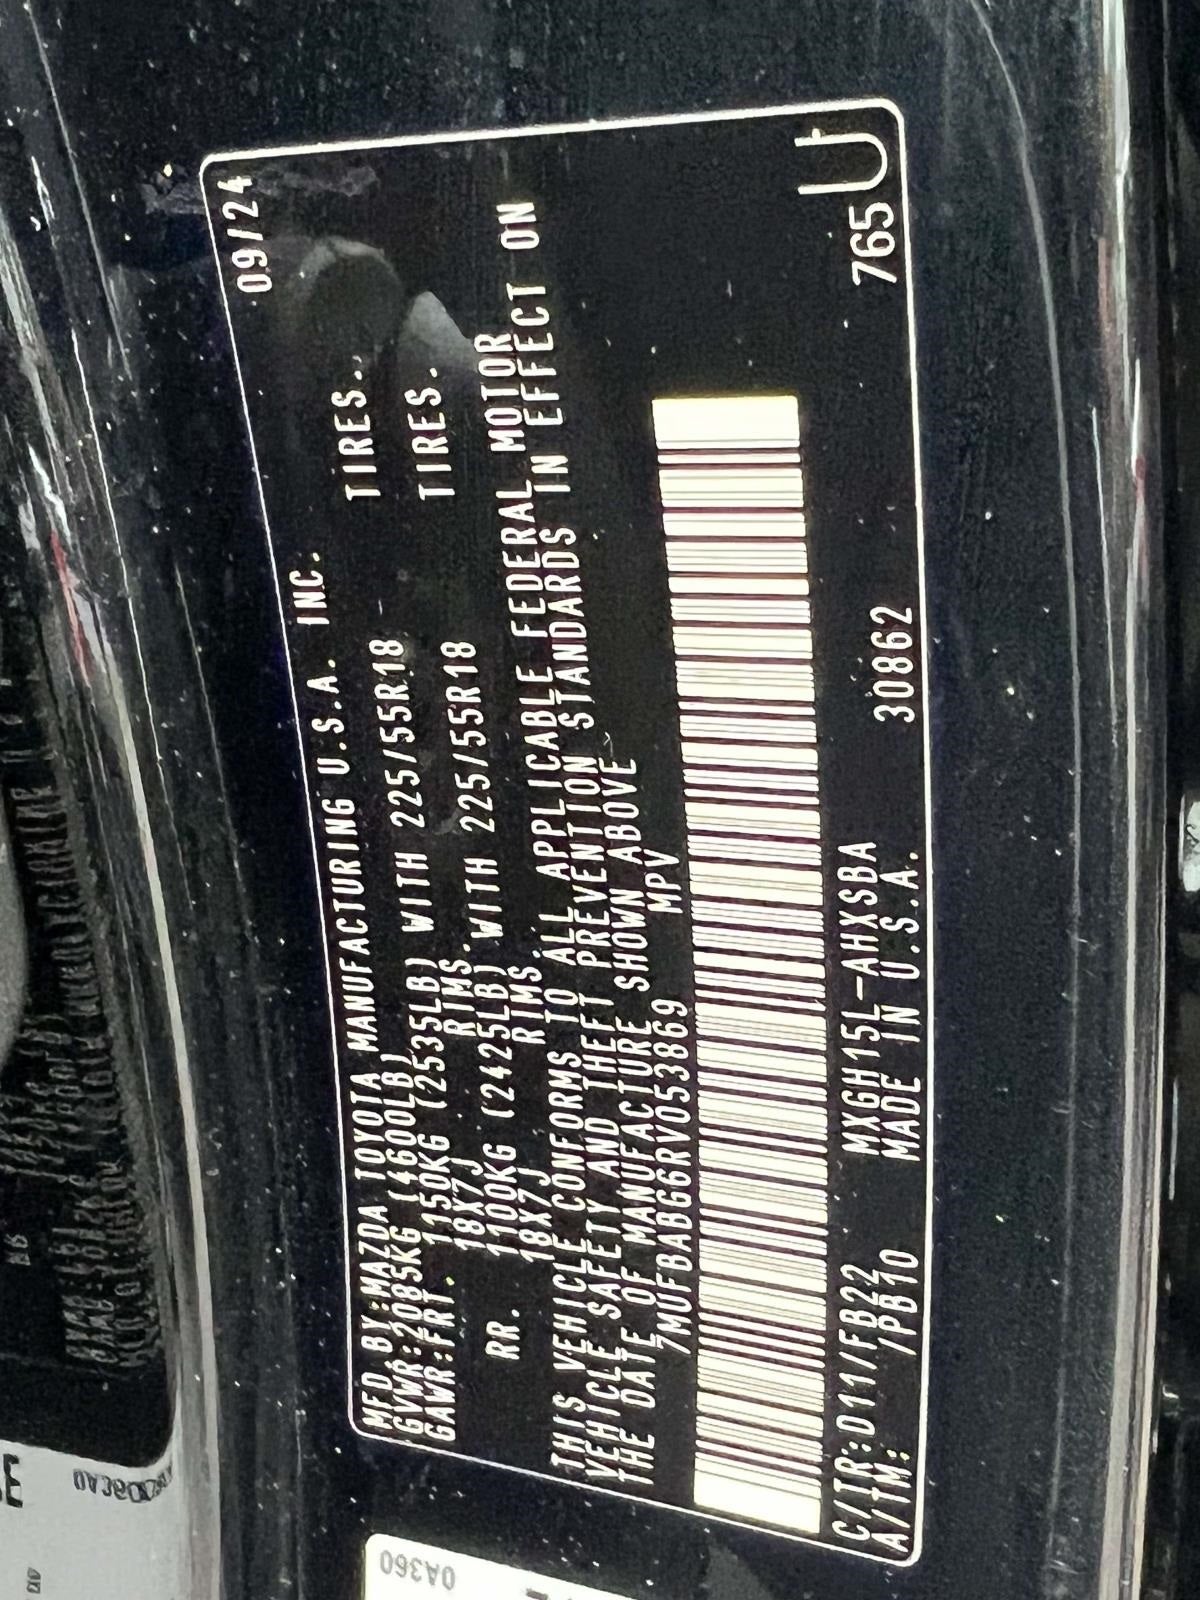 09/24
MFD.BY:MAZDA TOYOTA MANUFACTURING U.S.A. INC.
GVWR:2085KG (4600LB)
GAWR:FRT. 1150KG (2535LB) WITH 225/55R18 TIRES.
18X7J RIMS.
RR. 1100KG (2425LB) WITH 225/55R18 TIRES.
18X7J RIMS.
THIS VEHICLE CONFORMS TO ALL APPLICABLE FEDERAL MOTOR
VEHICLE SAFETY AND THEFT PREVENTION STANDARDS IN EFFECT ON
THE DATE OF MANUFACTURE SHOWN ABOVE
7MUFBABG6RV053869 MPV
C/TR:D11/FB22 MXGH15L-AHXSBA 30862 765U
A/TM: /PB10 MADE IN U.S.A.
0A360